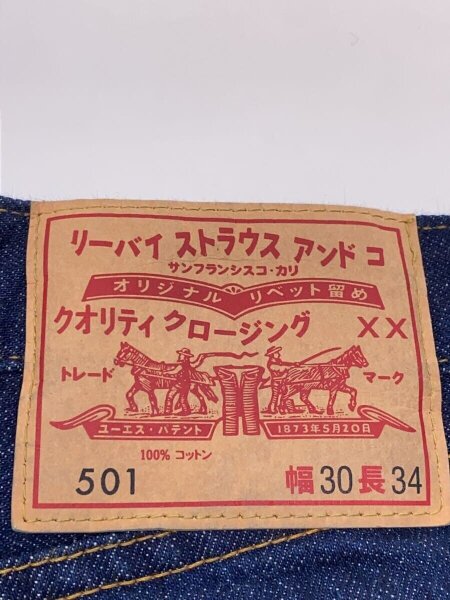 リーバイ ストラウス アンド コ
サンフランシスコ・カリ
オリジナル リベット留め
クオリティ クロージング XX
トレード マーク
ユーエス・パテント 1873年5月20日
100% コットン
501 幅30長34